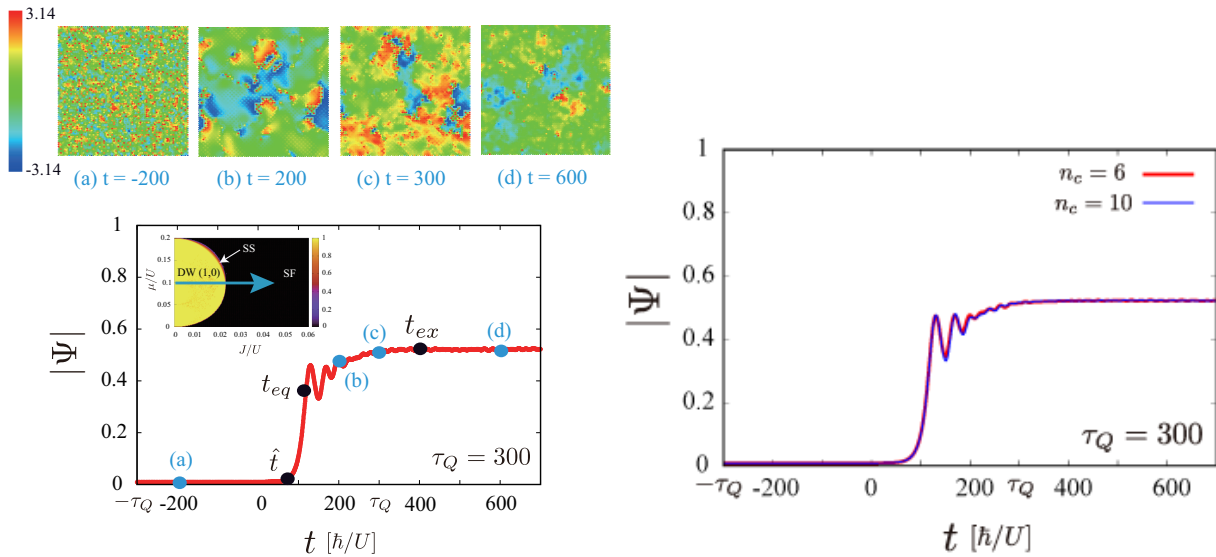 3.14
-3.14
(a) t = -200
(b) t = 200
(c) t = 300
(d) t = 600
1
0.8
0.6
0.4
0.2
0
|Ψ|
0.2
0.15
0.1
0.05
0
μ/U
SS
DW (1,0)
SF
1
0.8
0.6
0.4
0.2
0
0 0.01 0.02 0.03 0.04 0.05 0.06
J/U
(a)
t̂
t_{eq}
(b)
(c)
t_{ex}
(d)
τ_Q = 300
−τ_Q -200 0 200 τ_Q 400 600
t [ħ/U]
1
0.8
0.6
0.4
0.2
0
|Ψ|
n_c = 6
n_c = 10
τ_Q = 300
−τ_Q -200 0 200 τ_Q 400 600
t [ħ/U]